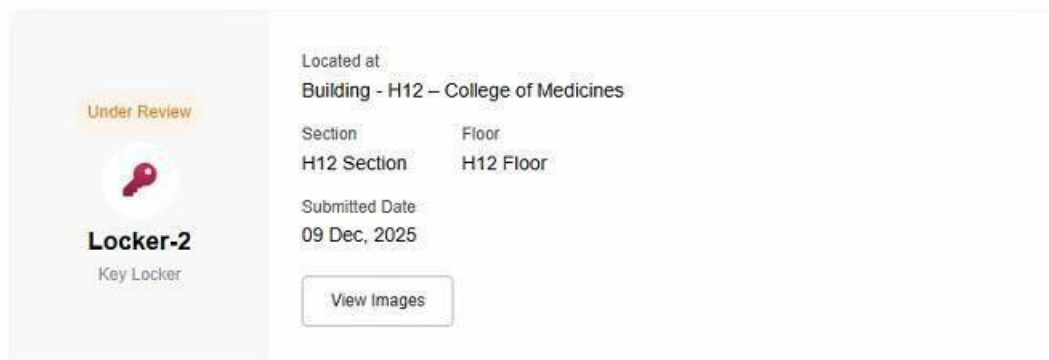 Under Review
Locker-2
Key Locker
Located at
Building - H12 – College of Medicines
Section
Floor
H12 Section
H12 Floor
Submitted Date
09 Dec, 2025
View Images